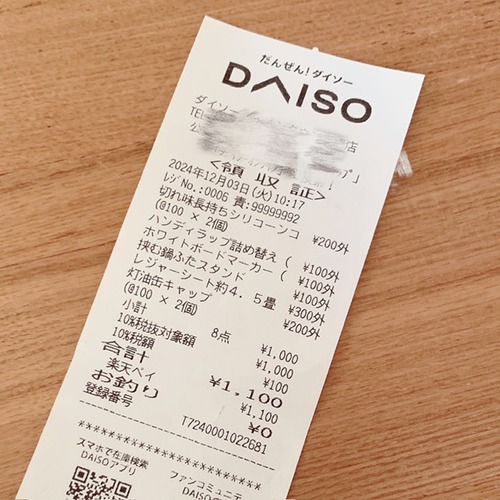 だんぜん!ダイソー
DAISO
ダイソー 店
TEL
公
<領収証>
2024年12月03日(火)10:17
レジNo.:0006 責:99999992
切れ味長持ちシリコーンコ
(@100 × 2個) ¥200外
ハンディラップ詰め替え( ¥100外
ホワイトボードマーカー( ¥100外
挟む鍋ふたスタンド ¥100外
レジャーシート約4.5畳 ¥300外
灯油缶キャップ
(@100 × 2個) ¥200外
小計 8点 ¥1,000
10%税抜対象額 ¥1,000
10%税額 ¥100
合計 ¥1,100
楽天ペイ ¥1,100
お釣り ¥0
登録番号 T7240001022681
**********************
スマホで在庫検索
DAISOアプリ
ファンコミュニテ
DAISO